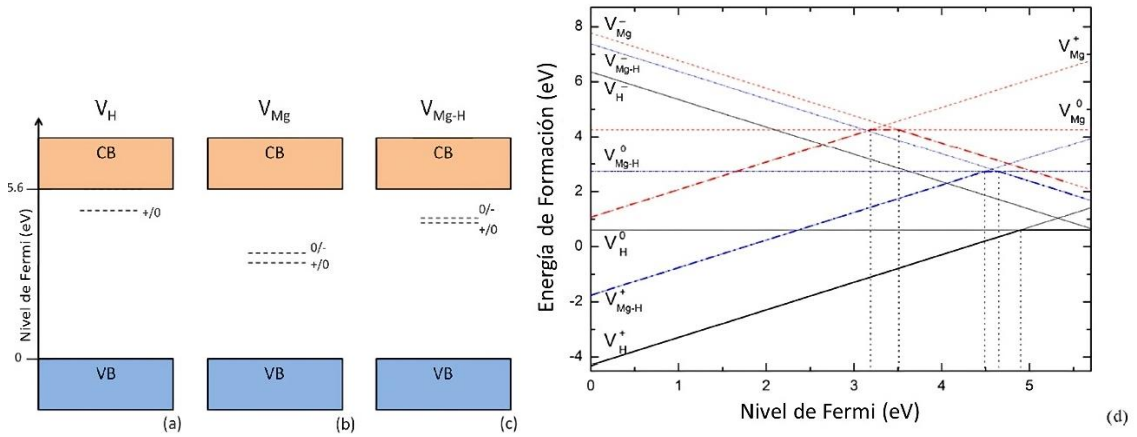 V_H
V_Mg
V_Mg-H
CB
CB
CB
5.6
+/0
0/-
+/0
0/-
+/0
Nivel de Fermi (eV)
0
VB
VB
VB
(a)
(b)
(c)
8
6
4
2
0
-2
-4
Energía de Formación (eV)
V⁻_Mg
V⁻_Mg-H
V⁻_H
V⁰_Mg-H
V⁰_H
V⁺_Mg-H
V⁺_H
V⁺_Mg
V⁰_Mg
0
1
2
3
4
5
Nivel de Fermi (eV)
(d)